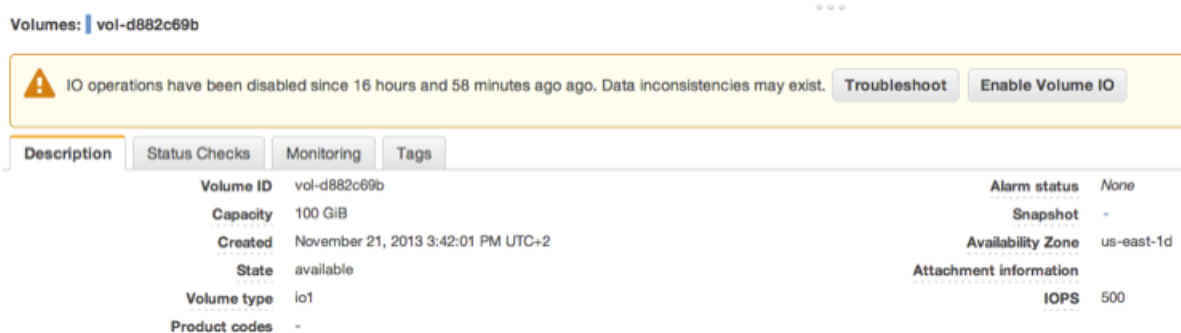 Volumes: vol-d882c69b
IO operations have been disabled since 16 hours and 58 minutes ago ago. Data inconsistencies may exist. Troubleshoot Enable Volume IO
Description Status Checks Monitoring Tags
Volume ID vol-d882c69b Alarm status None
Capacity 100 GiB Snapshot -
Created November 21, 2013 3:42:01 PM UTC+2 Availability Zone us-east-1d
State available Attachment information
Volume type io1 IOPS 500
Product codes -